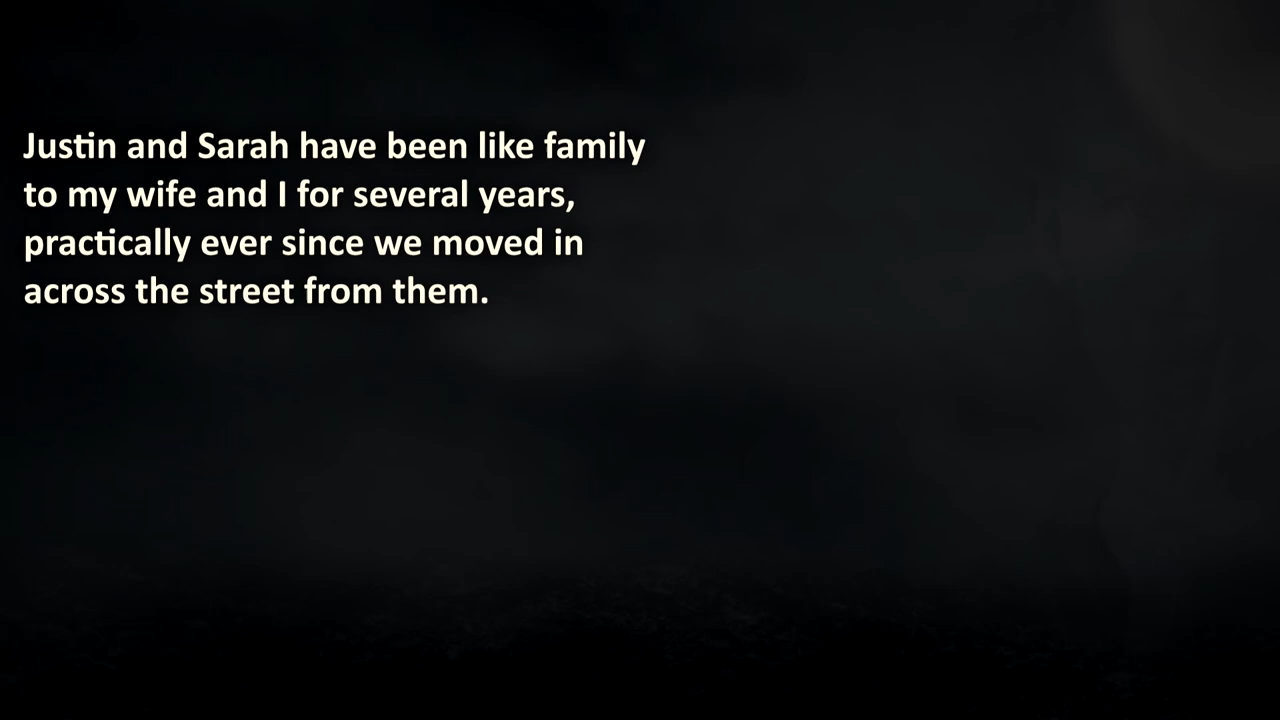 Justin and Sarah have been like family
to my wife and I for several years,
practically ever since we moved in
across the street from them.